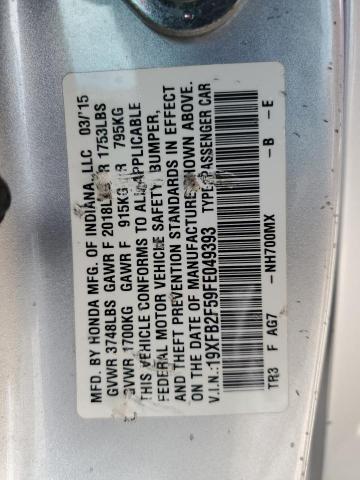 MFD. BY HONDA MFG. OF INDIANA, LLC 03/15
GVWR 3748LBS GAWR F 2018LBS R 1753LBS
GVWR 1700KG GAWR F 915KG R 795KG
THIS VEHICLE CONFORMS TO ALL APPLICABLE
FEDERAL MOTOR VEHICLE SAFETY, BUMPER,
AND THEFT PREVENTION STANDARDS IN EFFECT
ON THE DATE OF MANUFACTURE SHOWN ABOVE.
V.I.N.:19XFB2F59FE049393 TYPE: PASSENGER CAR
TR3 F AG7 -NH700MX -B -E